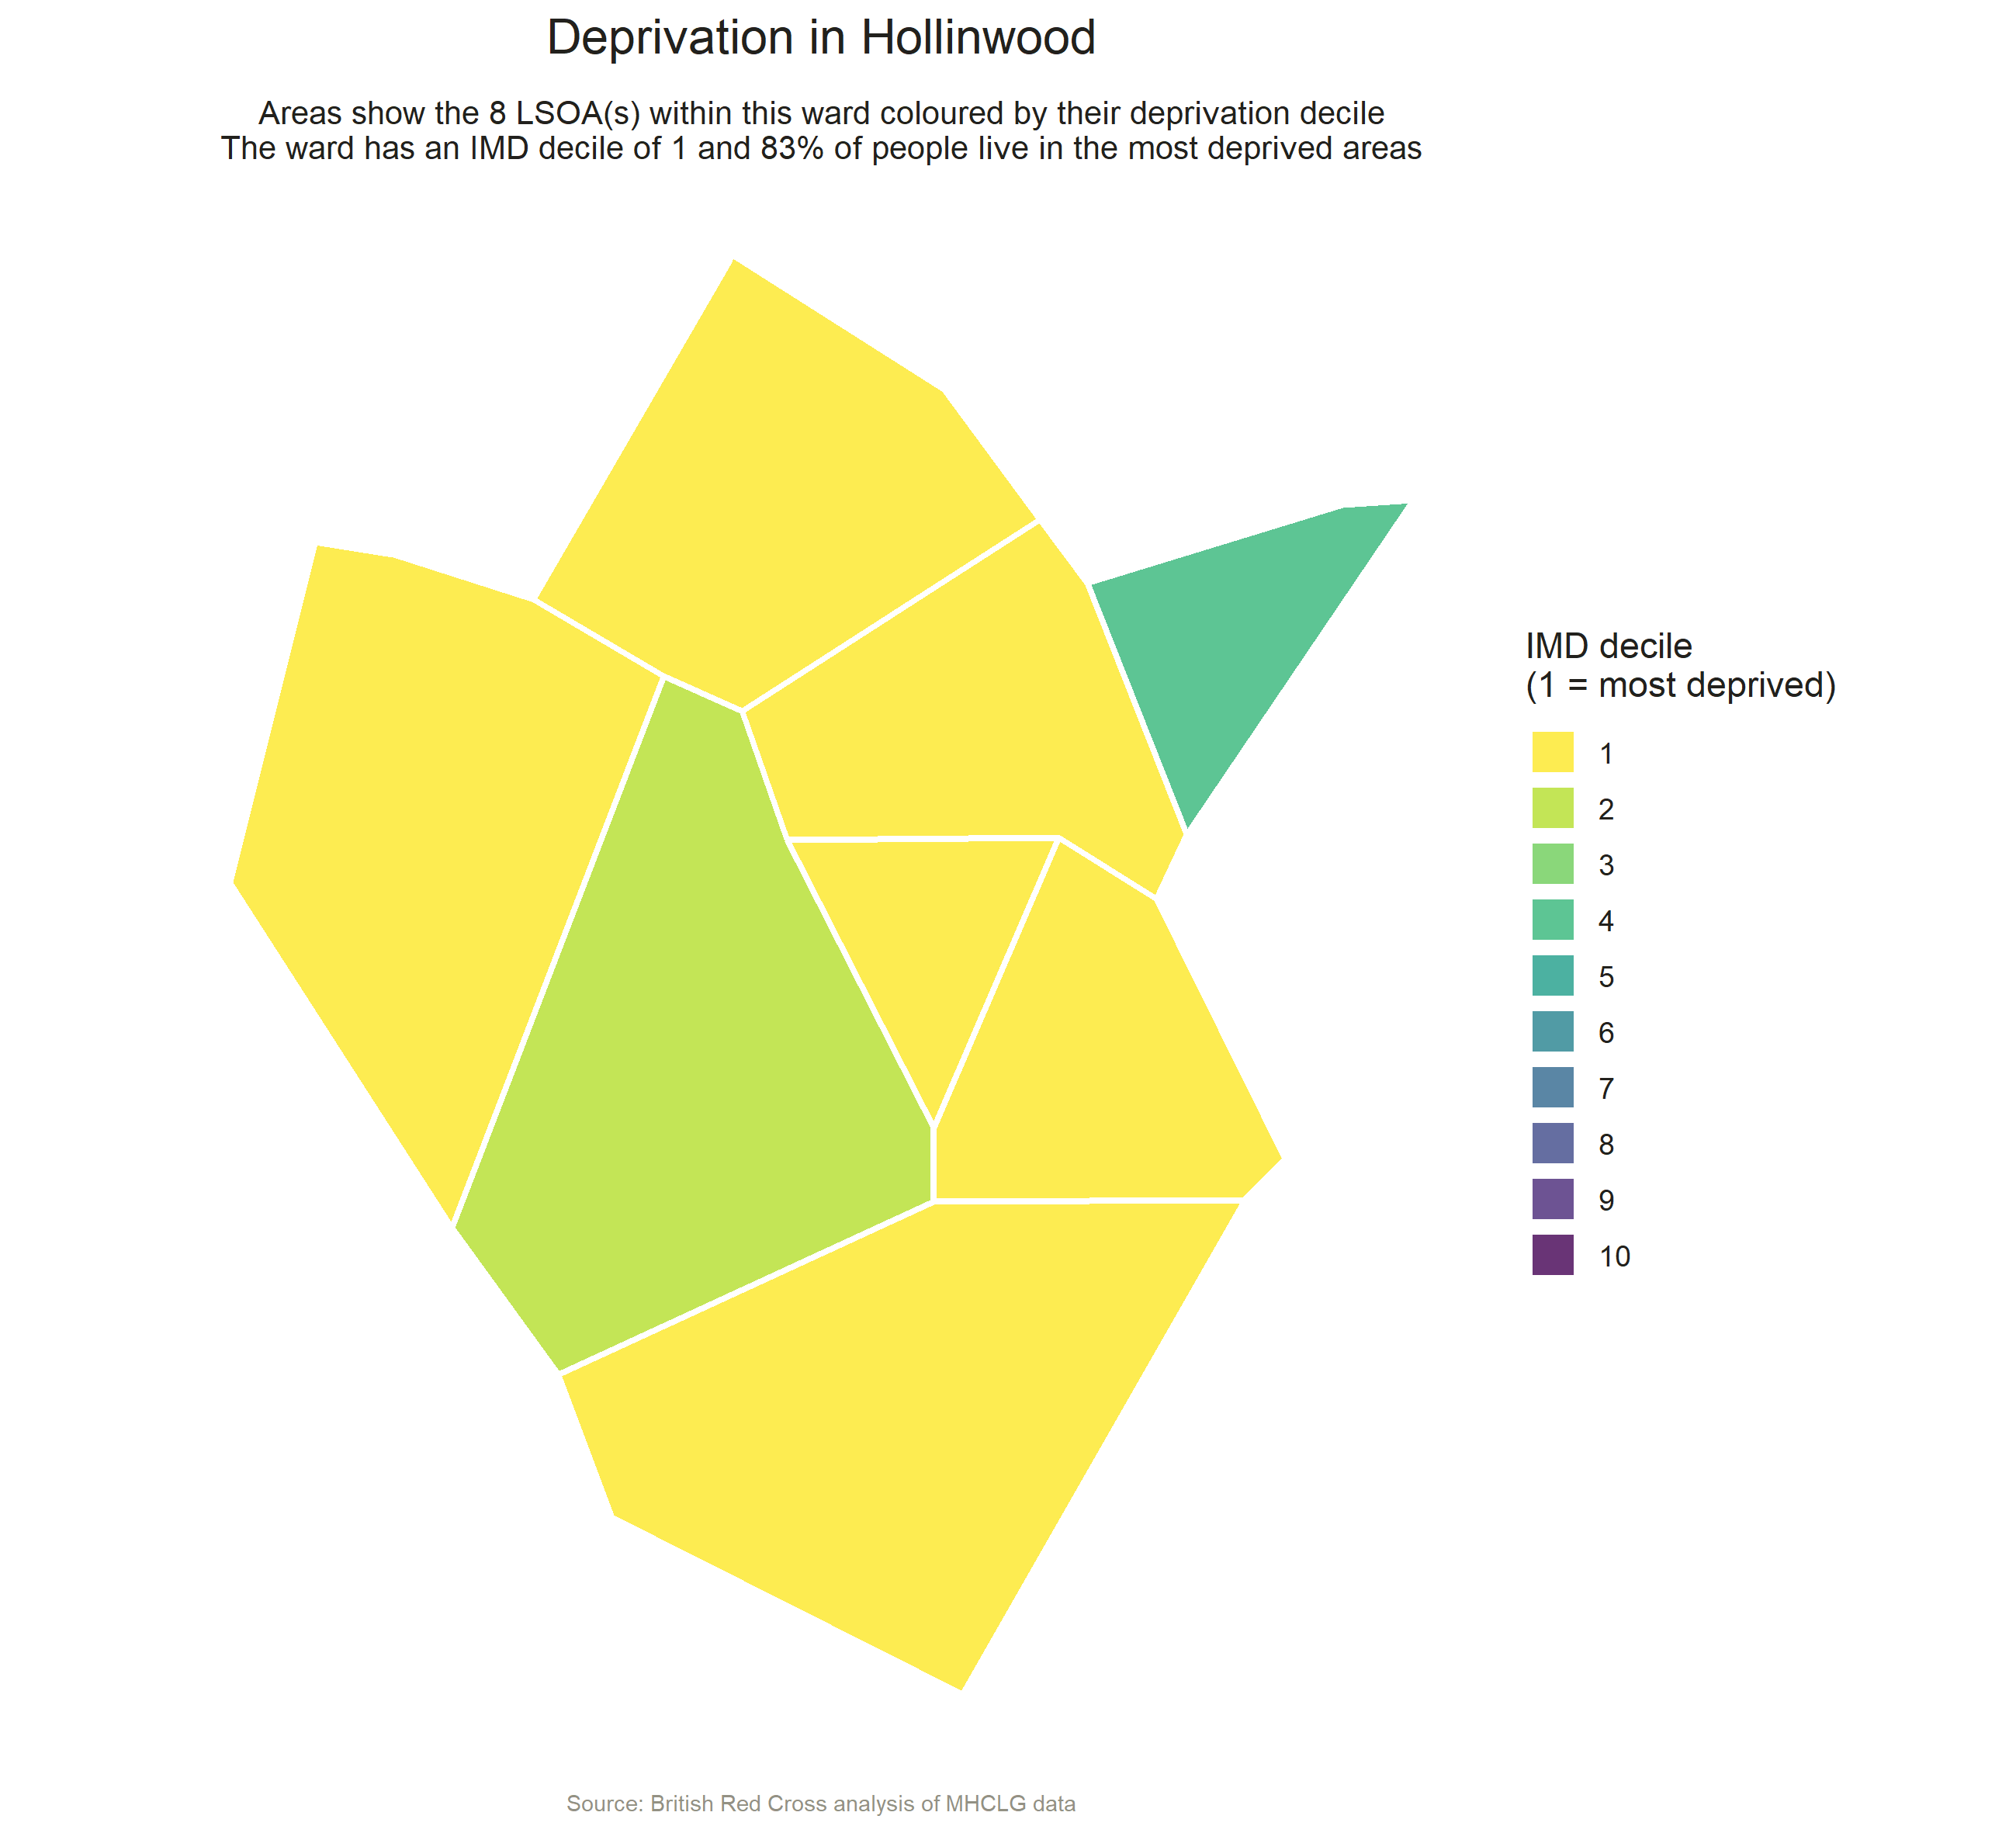 Deprivation in Hollinwood
Areas show the 8 LSOA(s) within this ward coloured by their deprivation decile
The ward has an IMD decile of 1 and 83% of people live in the most deprived areas
IMD decile
(1 = most deprived)
1
2
3
4
5
6
7
8
9
10
Source: British Red Cross analysis of MHCLG data